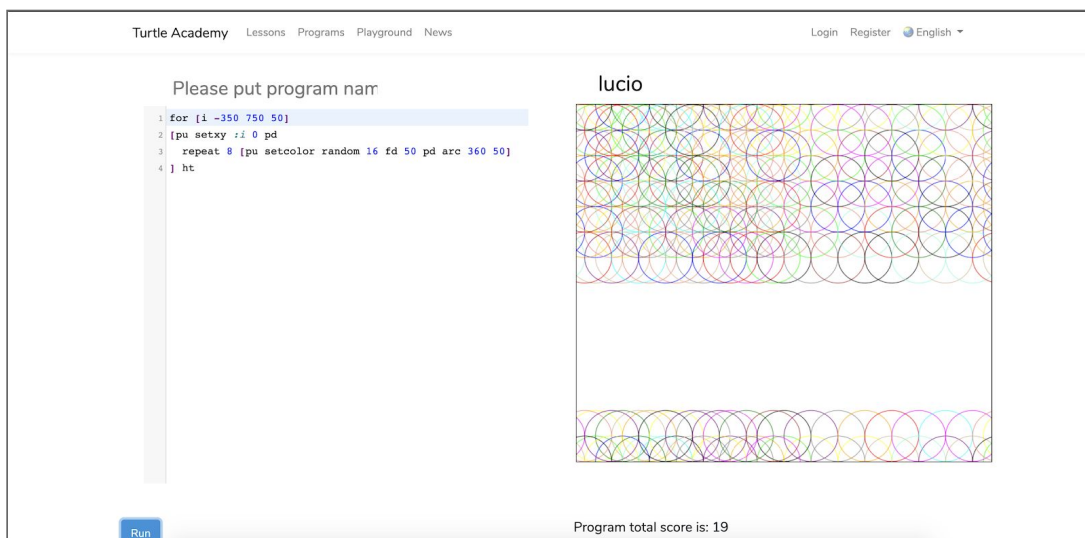 Turtle Academy Lessons Programs Playground News Login Register English
Please put program nam
lucio
1 for [i -350 750 50]
2 [pu setxy :i 0 pd
3 repeat 8 [pu setcolor random 16 fd 50 pd arc 360 50]
4 ] ht
Run
Program total score is: 19